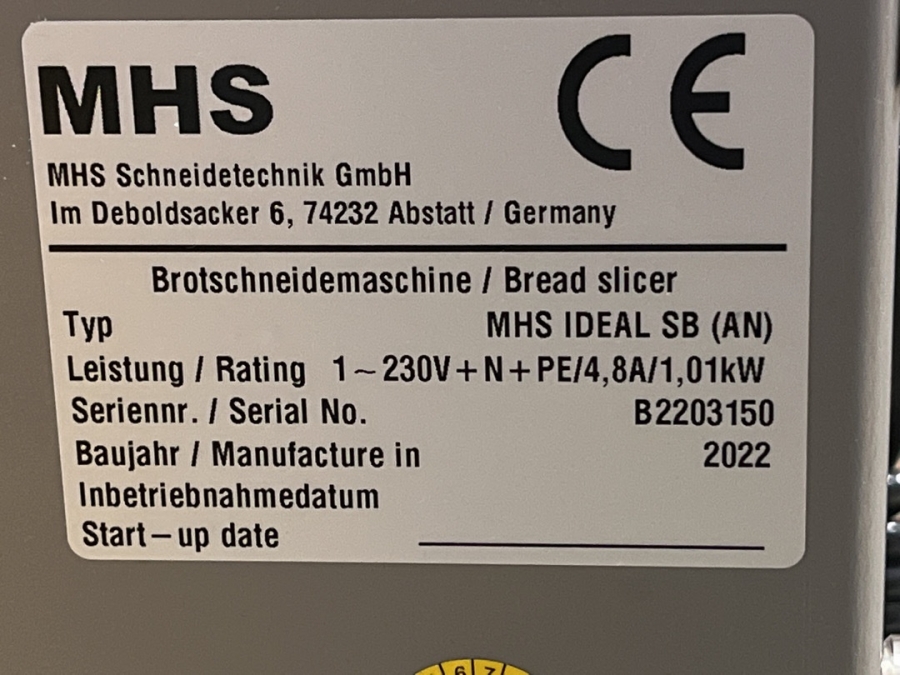 MHS
CE
MHS Schneidetechnik GmbH
Im Deboldsacker 6, 74232 Abstatt / Germany
Brotschneidemaschine / Bread slicer
Typ MHS IDEAL SB (AN)
Leistung / Rating 1~230V+N+PE/4,8A/1,01kW
Seriennr. / Serial No. B2203150
Baujahr / Manufacture in 2022
Inbetriebnahmedatum
Start–up date
6 7